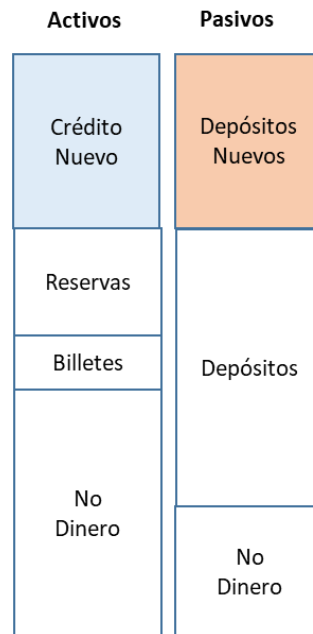 Activos
Pasivos
Crédito
Nuevo
Depósitos
Nuevos
Reservas
Billetes
Depósitos
No
Dinero
No
Dinero